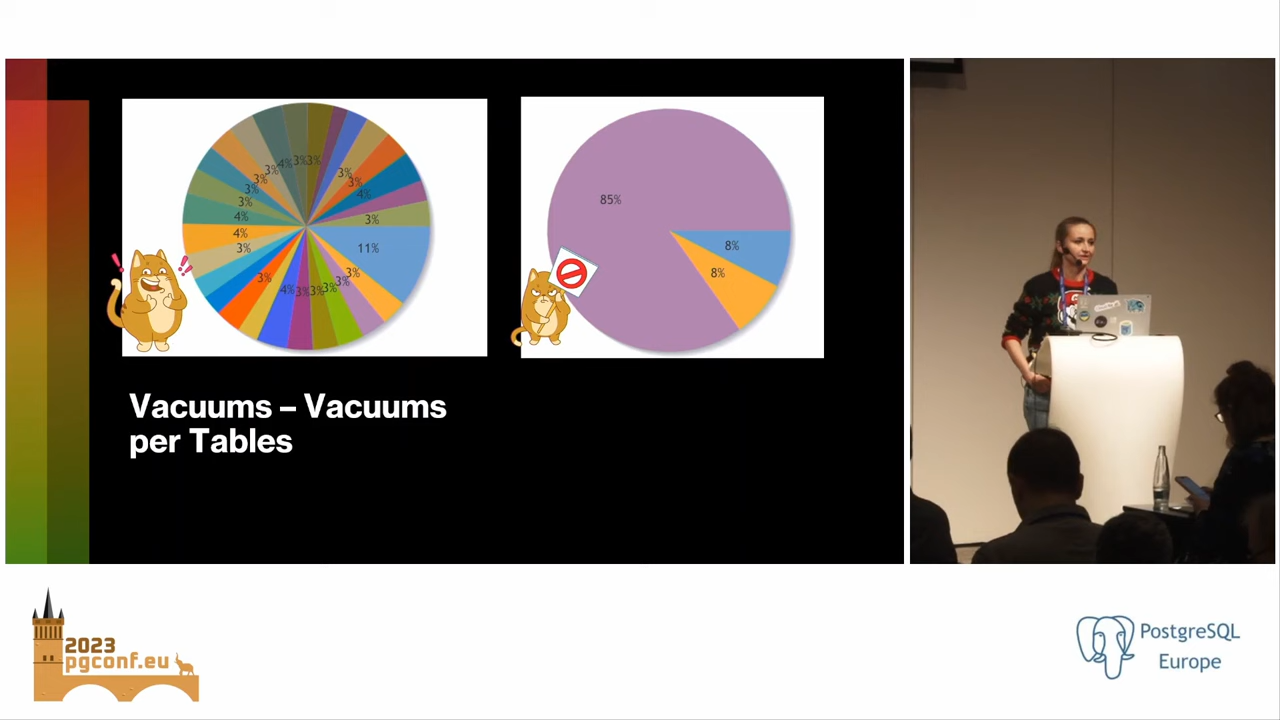 4% 3% 3%
3% 3%
3% 3%
3% 4%
3%
4% 3%
4%
3% 11%
3% 3%
4% 3% 3% 3% 3%
85%
8%
8%
Vacuums – Vacuums
per Tables
2023
pgconf.eu
PostgreSQL
Europe